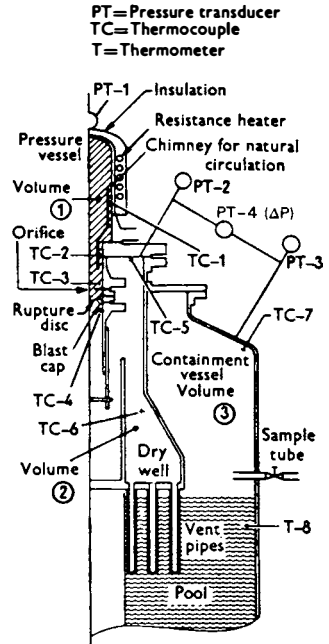 PT=Pressure transducer
TC=Thermocouple
T=Thermometer
PT-1
Insulation
Resistance heater
Pressure
vessel
Chimney for natural
circulation
PT-2
Volume
①
PT-4 (ΔP)
Orifice
TC-2
TC-1
PT-3
TC-3
Rupture
disc
TC-5
TC-7
Blast
cap
Containment
vessel
Volume
③
TC-4
TC-6
Sample
tube
Volume
②
Dry
well
Vent
pipes
T-8
Pool